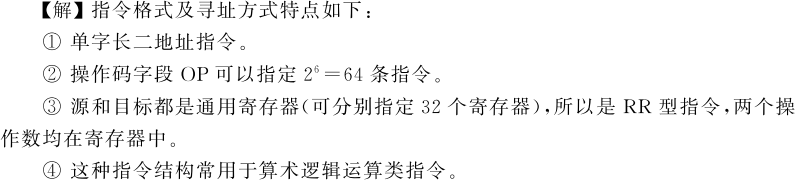 【解】指令格式及寻址方式特点如下：
① 单字长二地址指令。
② 操作码字段 OP 可以指定 2⁶＝64 条指令。
③ 源和目标都是通用寄存器(可分别指定 32 个寄存器),所以是 RR 型指令,两个操
作数均在寄存器中。
④ 这种指令结构常用于算术逻辑运算类指令。